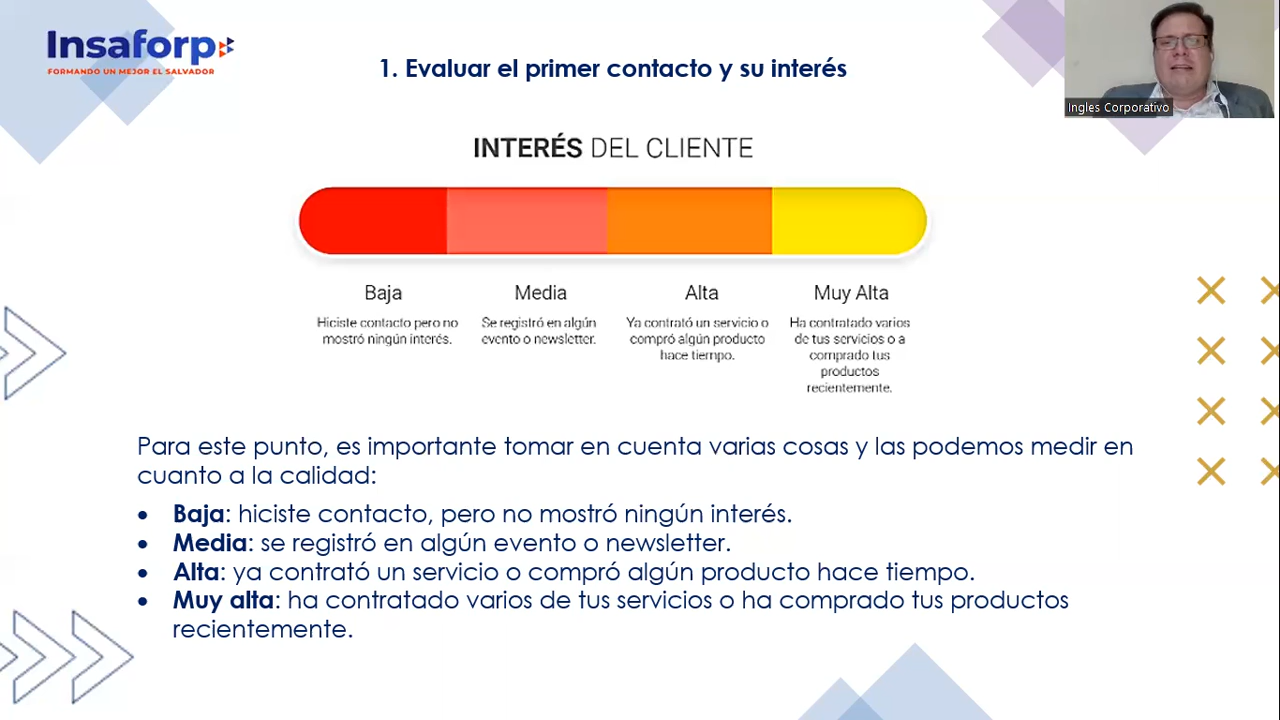 Insaforp
FORMANDO UN MEJOR EL SALVADOR
1. Evaluar el primer contacto y su interés
Ingles Corporativo
INTERÉS DEL CLIENTE
Baja
Hiciste contacto pero no
mostró ningún interés.
Media
Se registró en algún
evento o newsletter.
Alta
Ya contrató un servicio o
compró algún producto
hace tiempo.
Muy Alta
Ha contratado varios
de tus servicios o a
comprado tus
productos
recientemente.
Para este punto, es importante tomar en cuenta varias cosas y las podemos medir en
cuanto a la calidad:
• Baja: hiciste contacto, pero no mostró ningún interés.
• Media: se registró en algún evento o newsletter.
• Alta: ya contrató un servicio o compró algún producto hace tiempo.
• Muy alta: ha contratado varios de tus servicios o ha comprado tus productos
recientemente.